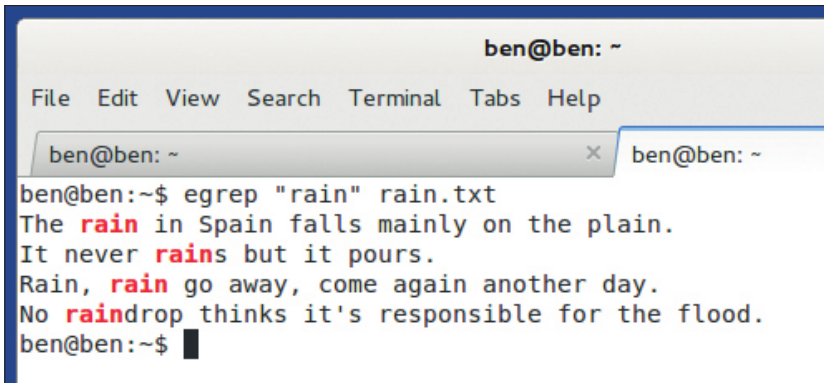 ben@ben: ~
File Edit View Search Terminal Tabs Help
ben@ben: ~ × ben@ben: ~
ben@ben:~$ egrep "rain" rain.txt
The rain in Spain falls mainly on the plain.
It never rains but it pours.
Rain, rain go away, come again another day.
No raindrop thinks it's responsible for the flood.
ben@ben:~$